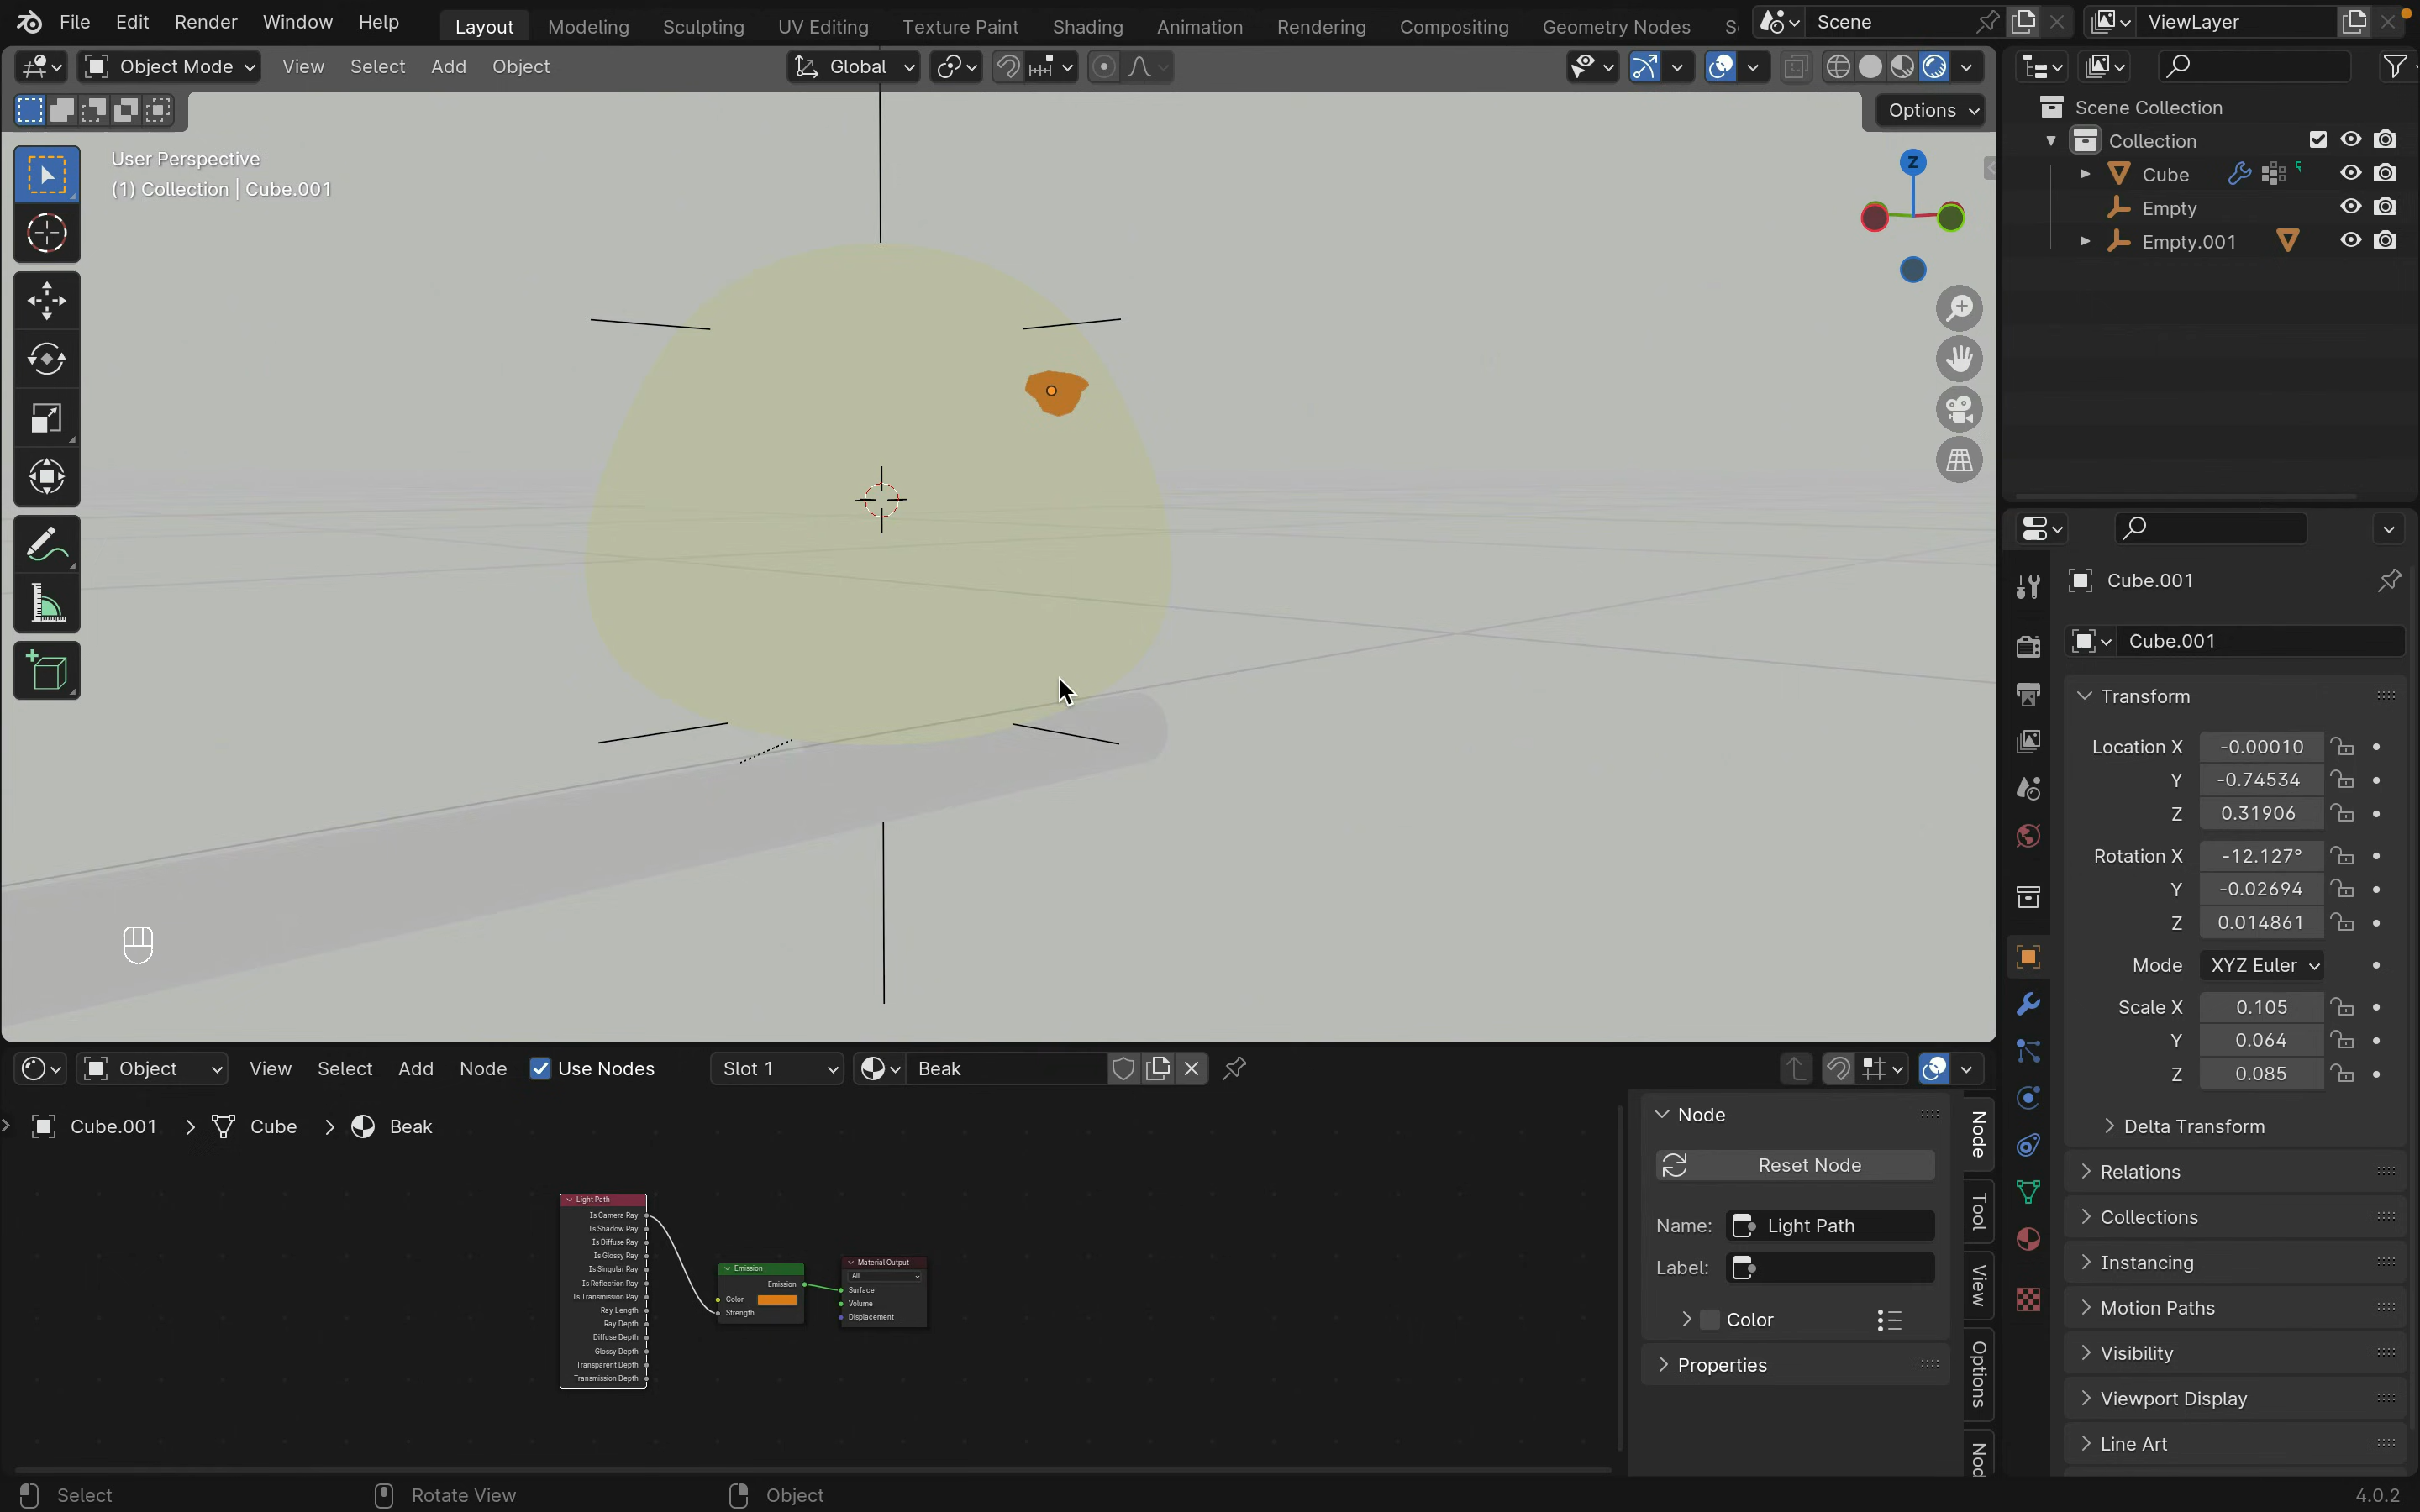 File Edit Render Window Help Layout Modeling Sculpting UV Editing Texture Paint Shading Animation Rendering Compositing Geometry Nodes Scene ViewLayer
Object Mode View Select Add Object Global
Options
User Perspective
(1) Collection | Cube.001
Z
Scene Collection
Collection
Cube
Empty
Empty.001
Cube.001
Cube.001
Transform
Location X -0.00010
Y -0.74534
Z 0.31906
Rotation X -12.127°
Y -0.02694
Z 0.014861
Mode XYZ Euler
Scale X 0.105
Y 0.064
Z 0.085
Delta Transform
Relations
Collections
Instancing
Motion Paths
Visibility
Viewport Display
Line Art
Object View Select Add Node Use Nodes Slot 1 Beak
Cube.001 > Cube > Beak
Light Path
Is Camera Ray
Is Shadow Ray
Is Diffuse Ray
Is Glossy Ray
Is Singular Ray
Is Reflection Ray
Is Transmission Ray
Ray Length
Ray Depth
Diffuse Depth
Glossy Depth
Transparent Depth
Transmission Depth
Emission
Emission
Color
Strength
Material Output
All
Surface
Volume
Displacement
Node
Reset Node
Name: Light Path
Label:
Color
Properties
Node
Tool
View
Options
Select Rotate View Object 4.0.2